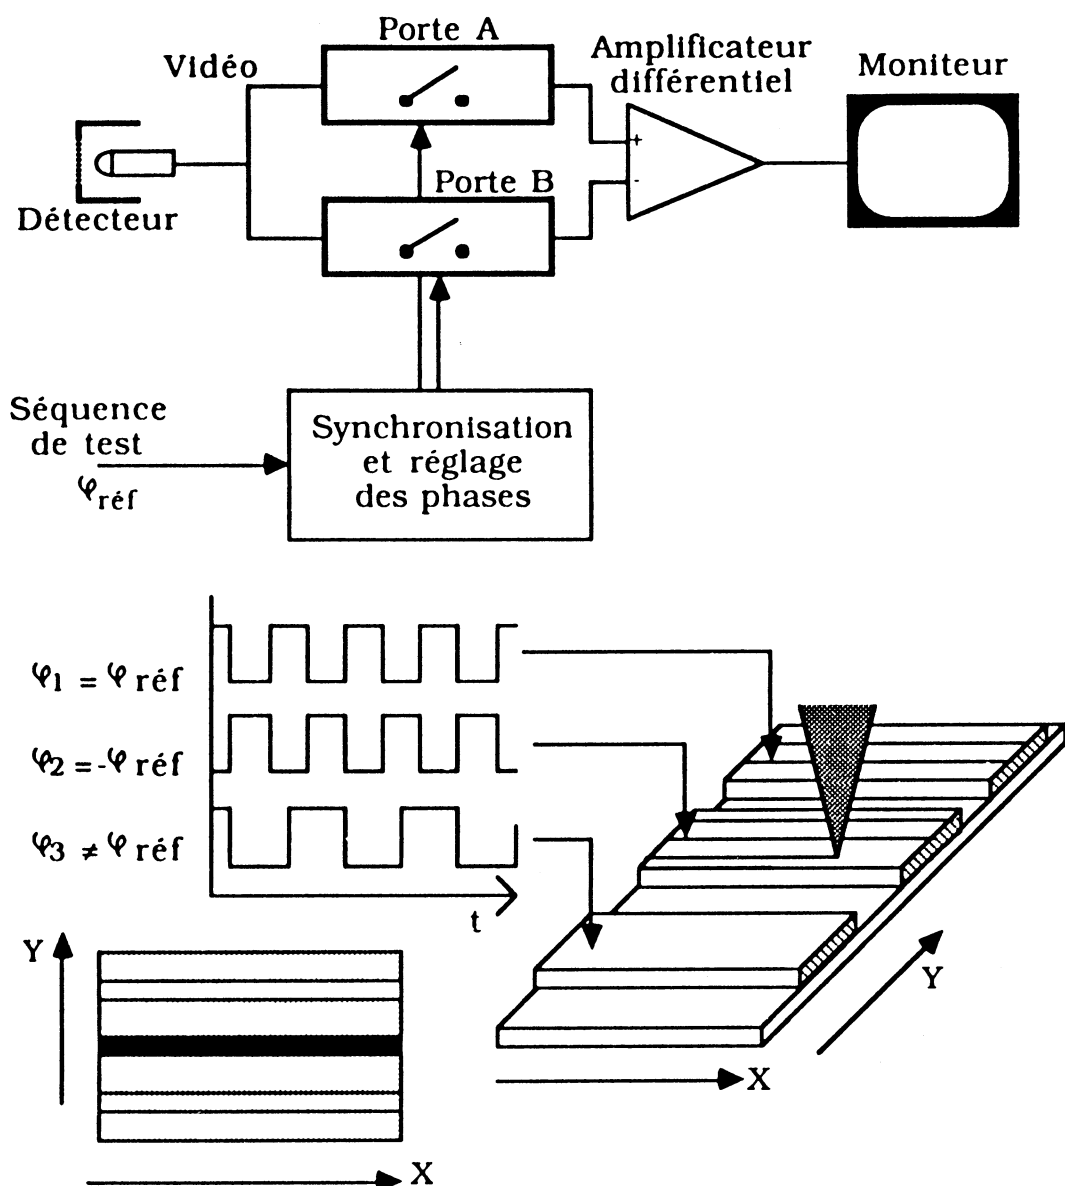 Porte A
Vidéo
Amplificateur
différentiel
Moniteur
+
-
Porte B
Détecteur
Séquence
de test
φréf
Synchronisation
et réglage
des phases
φ1 = φ réf
φ2 = -φ réf
φ3 ≠ φ réf
t
Y
Y
X
X